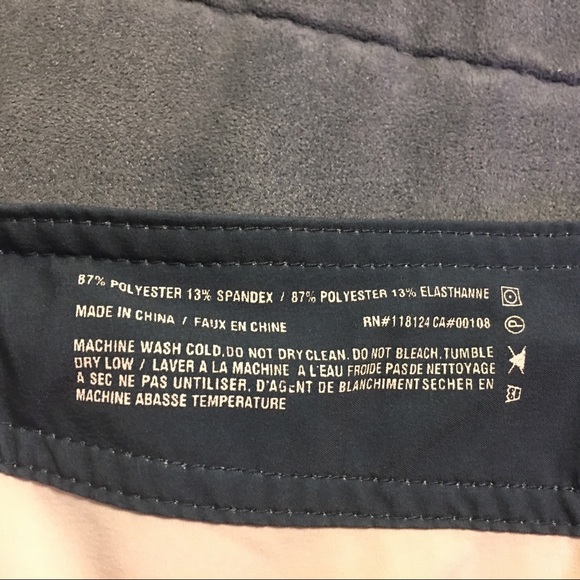 87% POLYESTER 13% SPANDEX / 87% POLYESTER 13% ELASTHANNE
MADE IN CHINA / FAUX EN CHINE RN#118124 CA#00108
P
MACHINE WASH COLD. DO NOT DRYCLEAN. DO NOT BLEACH. TUMBLE
DRY LOW / LAVER A LA MACHINE A L'EAU FROIDE PAS DE NETTOYAGE
A SEC NE PAS UNTILISER. D'AGENT DE BLANCHIMENT SECHER EN
MACHINE ABASSE TEMPERATURE